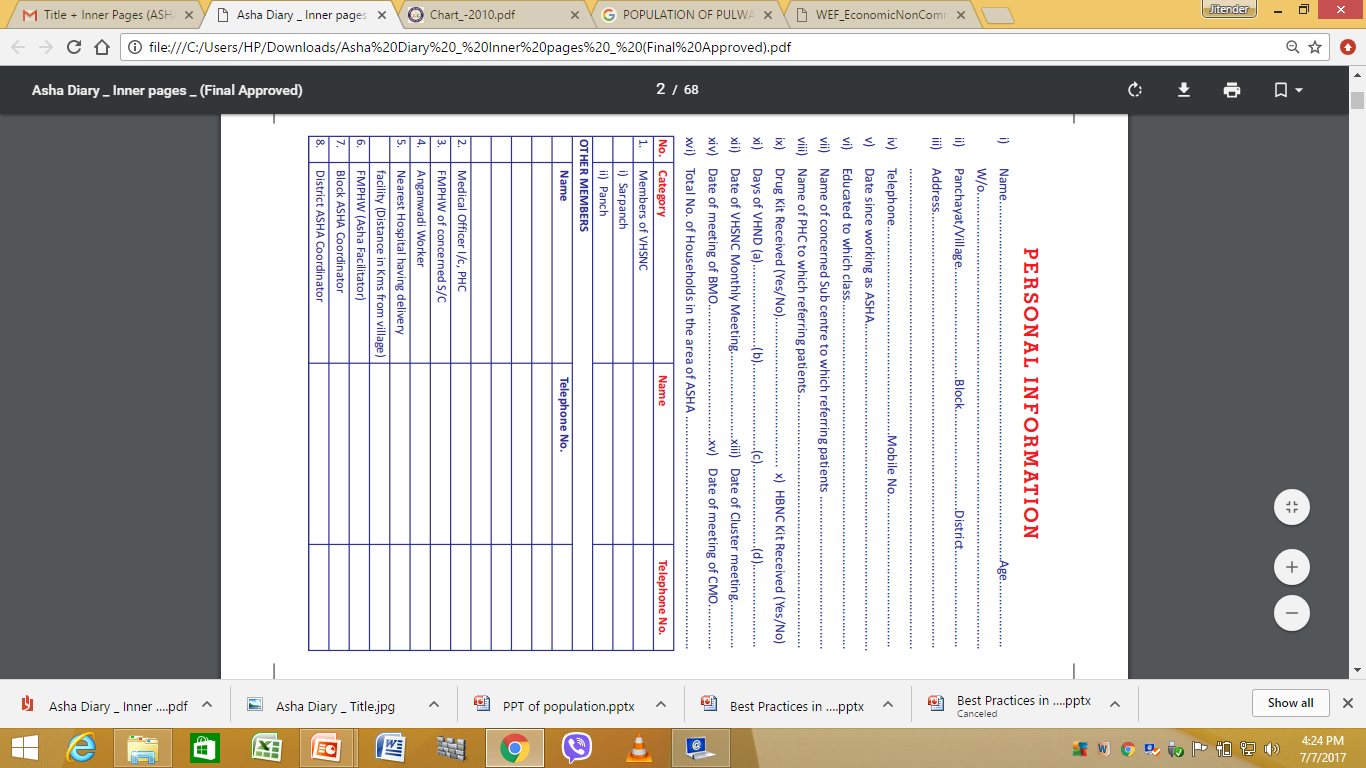 Title + Inner Pages (ASHA
Asha Diary _ Inner pages
Chart_-2010.pdf
POPULATION OF PULWA
WEF_EconomicNonComm
Jitender
file:///C:/Users/HP/Downloads/Asha%20Diary%20_%20Inner%20pages%20_%20(Final%20Approved).pdf
Asha Diary _ Inner pages _ (Final Approved)
2 / 68
PERSONAL INFORMATION
i) Name..............................Age..............
W/o..............................
ii) Panchayat/Village....................Block....................District....................
iii) Address..............................
..............................
iv) Telephone..............................Mobile No..............................
v) Date since working as ASHA..............................
vi) Educated to which class..............................
vii) Name of concerned Sub centre to which referring patients ..............................
viii) Name of PHC to which referring patients..............................
ix) Drug Kit Received (Yes/No).............................. x) HBNC Kit Received (Yes/No)
xi) Days of VHND (a)....................(b)....................(c)....................(d)....................
xii) Date of VHSNC Monthly Meeting....................xiii) Date of Cluster meeting..........
xiv) Date of meeting of BMO..............................xv) Date of meeting of CMO..........
xvi) Total No. of Households in the area of ASHA ..............................
No. Category Name Telephone No.
1. Members of VHSNC
i) Sarpanch
ii) Panch
OTHER MEMBERS
Name Telephone No.
2. Medical Officer I/c, PHC
3. FMPHW of concerned S/C
4. Anganwadi Worker
5. Nearest Hospital having delivery
facility (Distance in Kms from village)
6. FMPHW (Asha Facilitator)
7. Block ASHA Coordinator
8. District ASHA Coordinator
Asha Diary _ Inner ....pdf
Asha Diary _ Title.jpg
PPT of population.pptx
Best Practices in ....pptx
Best Practices in ....pptx
Canceled
Show all
4:24 PM
7/7/2017